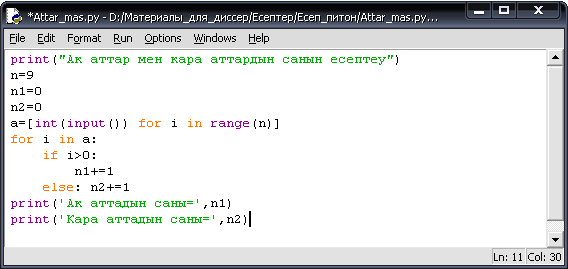 *Attar_mas.py - D:/Материалы_для_диссер/Есептер/Есеп_питон/Attar_mas.py...
File Edit Format Run Options Windows Help
print("Ак аттар мен кара аттардын санын есептеу")
n=9
n1=0
n2=0
a=[int(input()) for i in range(n)]
for i in a:
    if i>0:
        n1+=1
    else: n2+=1
print('Ак аттадын саны=',n1)
print('Кара аттадын саны=',n2)
Ln: 11 Col: 30